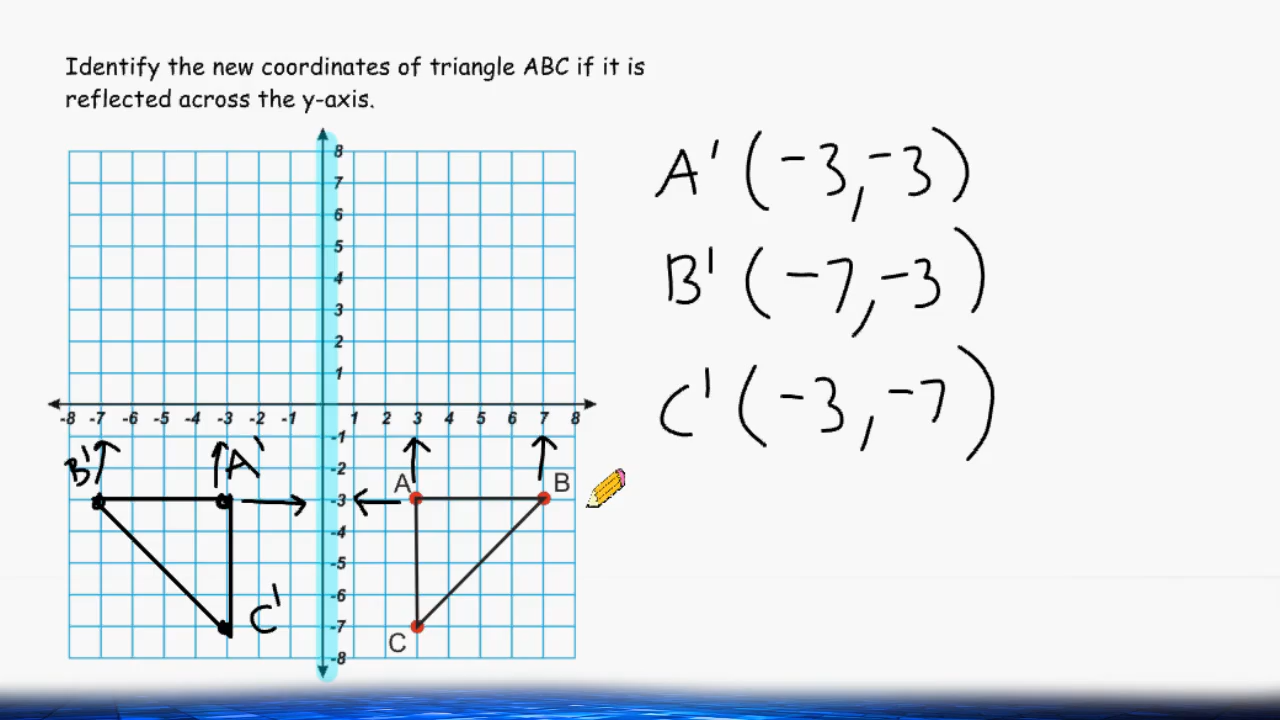 Identify the new coordinates of triangle ABC if it is
reflected across the y-axis.
A' (-3,-3)
B' (-7,-3)
C' (-3,-7)
8
7
6
5
4
3
2
1
-8 -7 -6 -5 -4 -3 -2 -1 1 2 3 4 5 6 7 8
-1
B' A' -2 A B
-3
-4
-5
-6
C' -7 C
-8